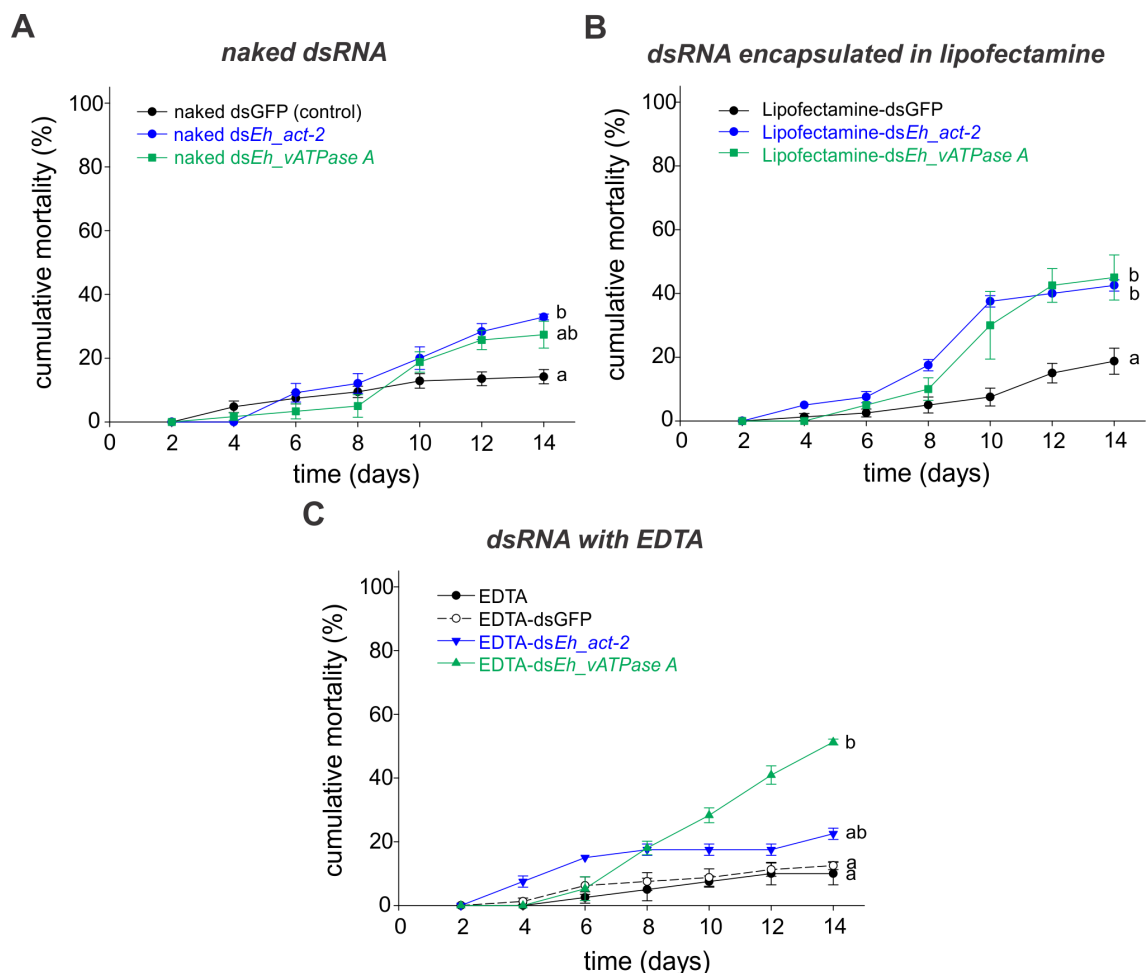 A
naked dsRNA
naked dsGFP (control)
naked dsEh_act-2
naked dsEh_vATPase A
cumulative mortality (%)
100
80
60
40
20
0
b
ab
a
0 2 4 6 8 10 12 14
time (days)
B
dsRNA encapsulated in lipofectamine
Lipofectamine-dsGFP
Lipofectamine-dsEh_act-2
Lipofectamine-dsEh_vATPase A
cumulative mortality (%)
100
80
60
40
20
0
b
b
a
0 2 4 6 8 10 12 14
time (days)
C
dsRNA with EDTA
EDTA
EDTA-dsGFP
EDTA-dsEh_act-2
EDTA-dsEh_vATPase A
cumulative mortality (%)
100
80
60
40
20
0
b
ab
a
a
0 2 4 6 8 10 12 14
time (days)